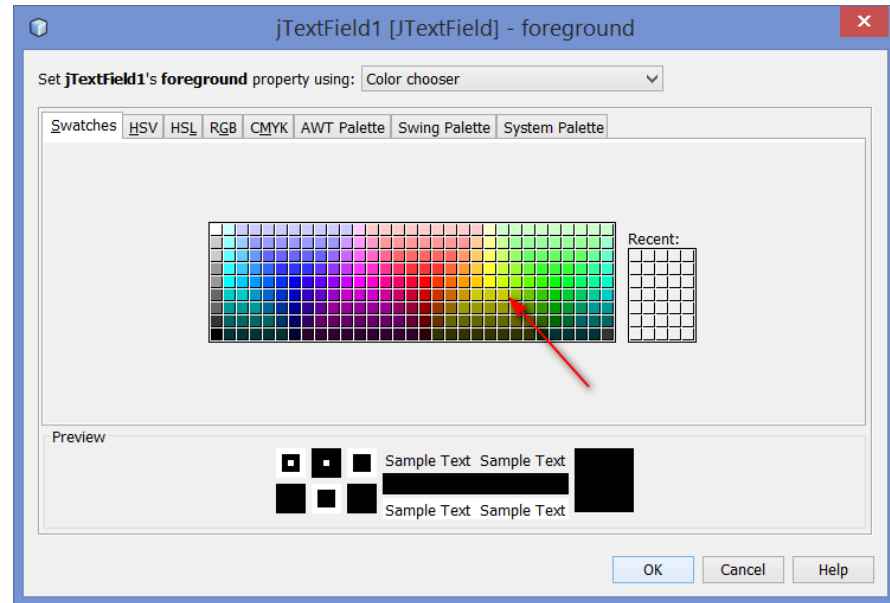 jTextField1 [JTextField] - foreground
Set jTextField1's foreground property using: Color chooser
Swatches HSV HSL RGB CMYK AWT Palette Swing Palette System Palette
Recent:
Preview
Sample Text Sample Text
Sample Text Sample Text
OK Cancel Help